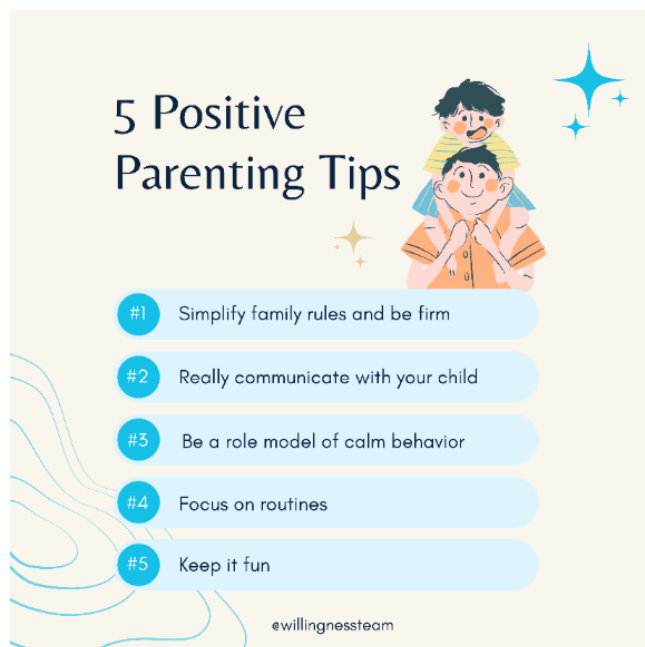 5 Positive
Parenting Tips
#1 Simplify family rules and be firm
#2 Really communicate with your child
#3 Be a role model of calm behavior
#4 Focus on routines
#5 Keep it fun
@willingnessteam